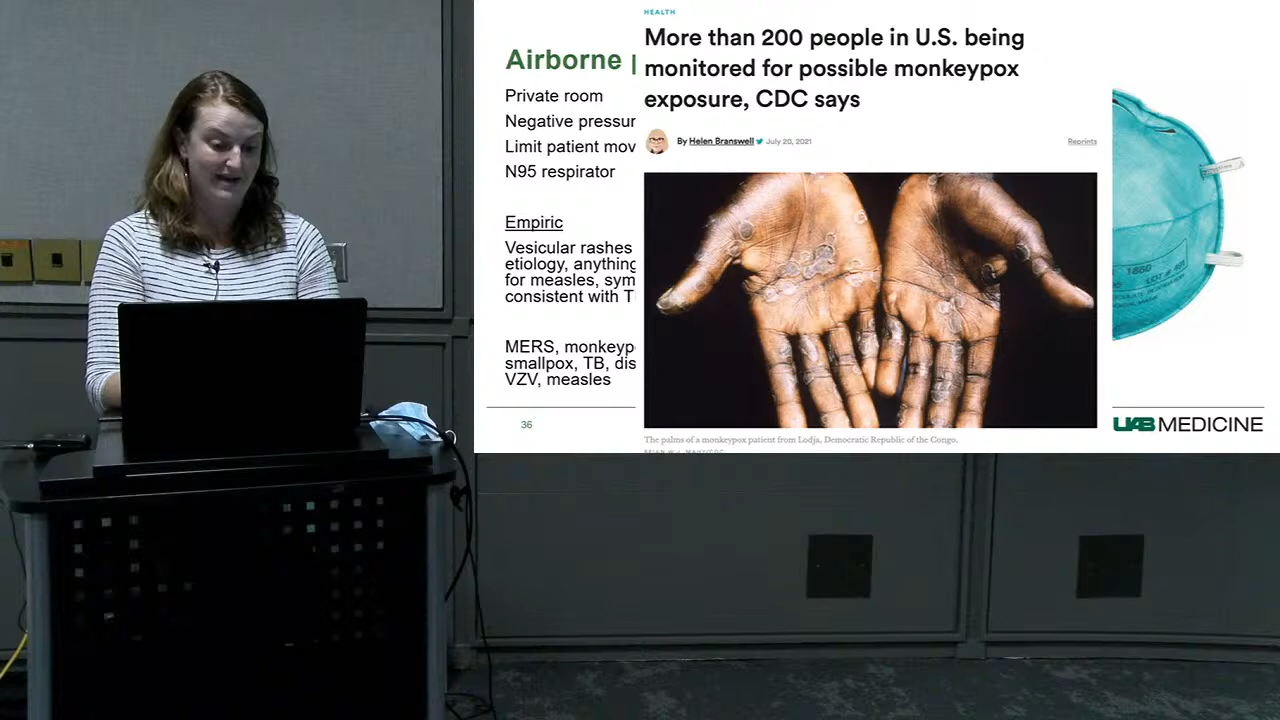 HEALTH
More than 200 people in U.S. being
monitored for possible monkeypox
exposure, CDC says
By Helen Branswell July 20, 2021
Reprints
The palms of a monkeypox patient from Lodja, Democratic Republic of the Congo.
Airborne
Private room
Negative pressur
Limit patient mov
N95 respirator
Empiric
Vesicular rashes
etiology, anything
for measles, sym
consistent with T
MERS, monkeyp
smallpox, TB, dis
VZV, measles
36
1860
UAB MEDICINE